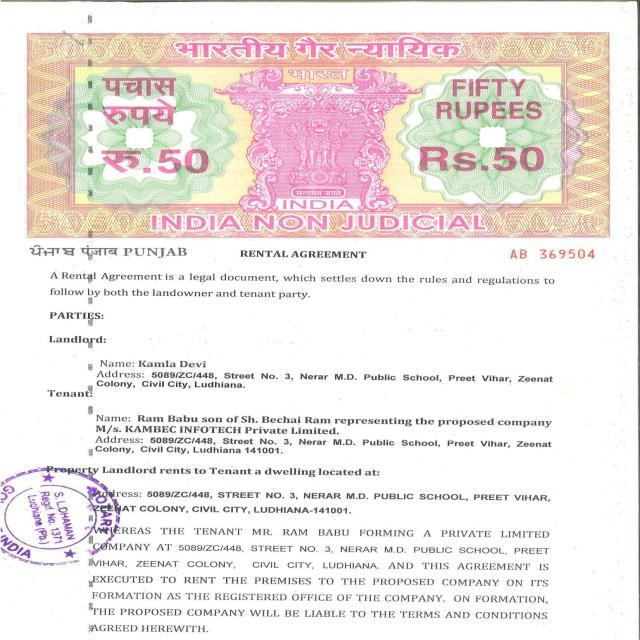 भारतीय गैर न्यायिक
भारत
पचास
रुपये
रु.50
FIFTY
RUPEES
Rs.50
सत्यमेव जयते
INDIA
INDIA NON JUDICIAL
ਪੰਜਾਬ पंजाब PUNJAB
RENTAL AGREEMENT
AB 369504
A Rental Agreement is a legal document, which settles down the rules and regulations to
follow by both the landowner and tenant party.
PARTIES:
Landlord:
Name: Kamla Devi
Address: 5089/ZC/448, Street No. 3, Nerar M.D. Public School, Preet Vihar, Zeenat
Colony, Civil City, Ludhiana.
Tenant:
Name: Ram Babu son of Sh. Bechai Ram representing the proposed company
M/s. KAMBEC INFOTECH Private Limited.
Address: 5089/ZC/448, Street No. 3, Nerar M.D. Public School, Preet Vihar, Zeenat
Colony, Civil City, Ludhiana 141001.
Property Landlord rents to Tenant a dwelling located at:
Address: 5089/ZC/448, STREET NO. 3, NERAR M.D. PUBLIC SCHOOL, PREET VIHAR,
ZEENAT COLONY, CIVIL CITY, LUDHIANA-141001.
WHEREAS THE TENANT MR. RAM BABU FORMING A PRIVATE LIMITED
COMPANY AT 5089/ZC/448, STREET NO. 3, NERAR M.D. PUBLIC SCHOOL, PREET
VIHAR, ZEENAT COLONY, CIVIL CITY, LUDHIANA. AND THIS AGREEMENT IS
EXECUTED TO RENT THE PREMISES TO THE PROPOSED COMPANY ON ITS
FORMATION AS THE REGISTERED OFFICE OF THE COMPANY. ON FORMATION,
THE PROPOSED COMPANY WILL BE LIABLE TO THE TERMS AND CONDITIONS
AGREED HEREWITH.
NOTARY
S.L. DHAMAN
Regd. No. 1371
Ludhiana (Pb)
INDIA